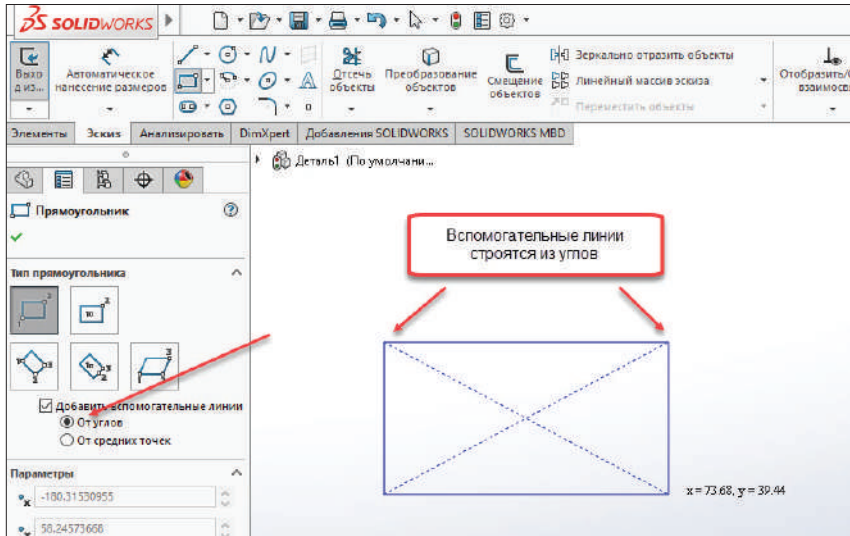 SOLIDWORKS
Выхо д из...
Автоматическое нанесение размеров
Отсечь объекты
Преобразование объектов
Смещение объектов
Зеркально отразить объекты
Линейный массив эскиза
Переместить объекты
Отобразить/
взаимосв
Элементы Эскиз Анализировать DimXpert Добавления SOLIDWORKS SOLIDWORKS MBD
Деталь1 (По умолчани...
Прямоугольник
Вспомогательные линии
строятся из углов
Тип прямоугольника
Добавить вспомогательные линии
От углов
От средних точек
Параметры
-180.31530955
x = 73.68, y = 39.44
58.24573668